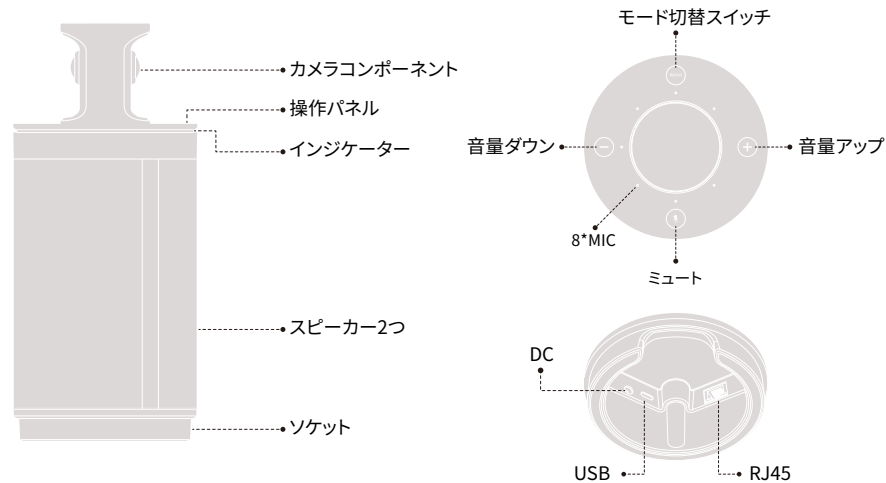 モード切替スイッチ
カメラコンポーネント
操作パネル
インジケーター
音量ダウン
音量アップ
8*MIC
ミュート
スピーカー2つ
DC
ソケット
USB
RJ45